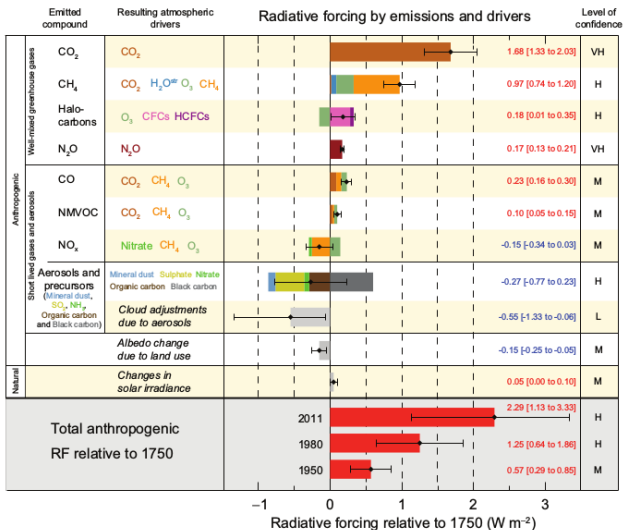 Emitted compound
Resulting atmospheric drivers
Radiative forcing by emissions and drivers
Level of confidence
Anthropogenic
Well-mixed greenhouse gases
CO₂
CO₂
1.68 [1.33 to 2.03]
VH
CH₄
CO₂ H₂Oˢᵗʳ O₃ CH₄
0.97 [0.74 to 1.20]
H
Halo-carbons
O₃ CFCs HCFCs
0.18 [0.01 to 0.35]
H
N₂O
N₂O
0.17 [0.13 to 0.21]
VH
Short lived gases and aerosols
CO
CO₂ CH₄ O₃
0.23 [0.16 to 0.30]
M
NMVOC
CO₂ CH₄ O₃
0.10 [0.05 to 0.15]
M
NOₓ
Nitrate CH₄ O₃
-0.15 [-0.34 to 0.03]
M
Aerosols and precursors
(Mineral dust,
SO₂, NH₃,
Organic carbon
and Black carbon)
Mineral dust Sulphate Nitrate
Organic carbon Black carbon
-0.27 [-0.77 to 0.23]
H
Cloud adjustments
due to aerosols
-0.55 [-1.33 to -0.06]
L
Albedo change
due to land use
-0.15 [-0.25 to -0.05]
M
Natural
Changes in
solar irradiance
0.05 [0.00 to 0.10]
M
Total anthropogenic
RF relative to 1750
2011
2.29 [1.13 to 3.33]
H
1980
1.25 [0.64 to 1.86]
H
1950
0.57 [0.29 to 0.85]
M
−1 0 1 2 3
Radiative forcing relative to 1750 (W m⁻²)